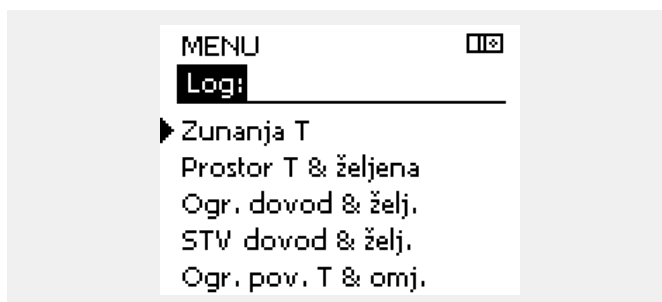 MENU
Log:
Zunanja T
Prostor T & željena
Ogr. dovod & želj.
STV dovod & želj.
Ogr. pov. T & omj.